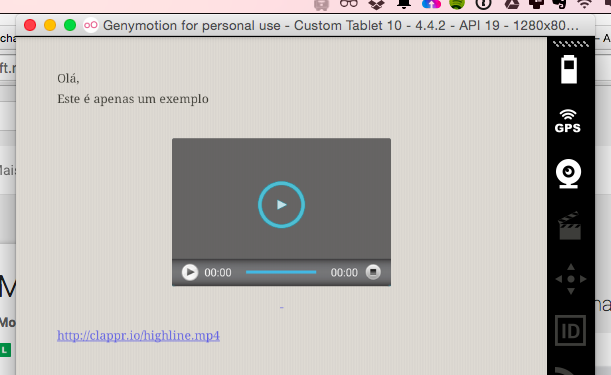 Genymotion for personal use - Custom Tablet 10 - 4.4.2 - API 19 - 1280x80...
Olá,
Este é apenas um exemplo
GPS
00:00 00:00
-
http://clappr.io/highline.mp4
ID
L